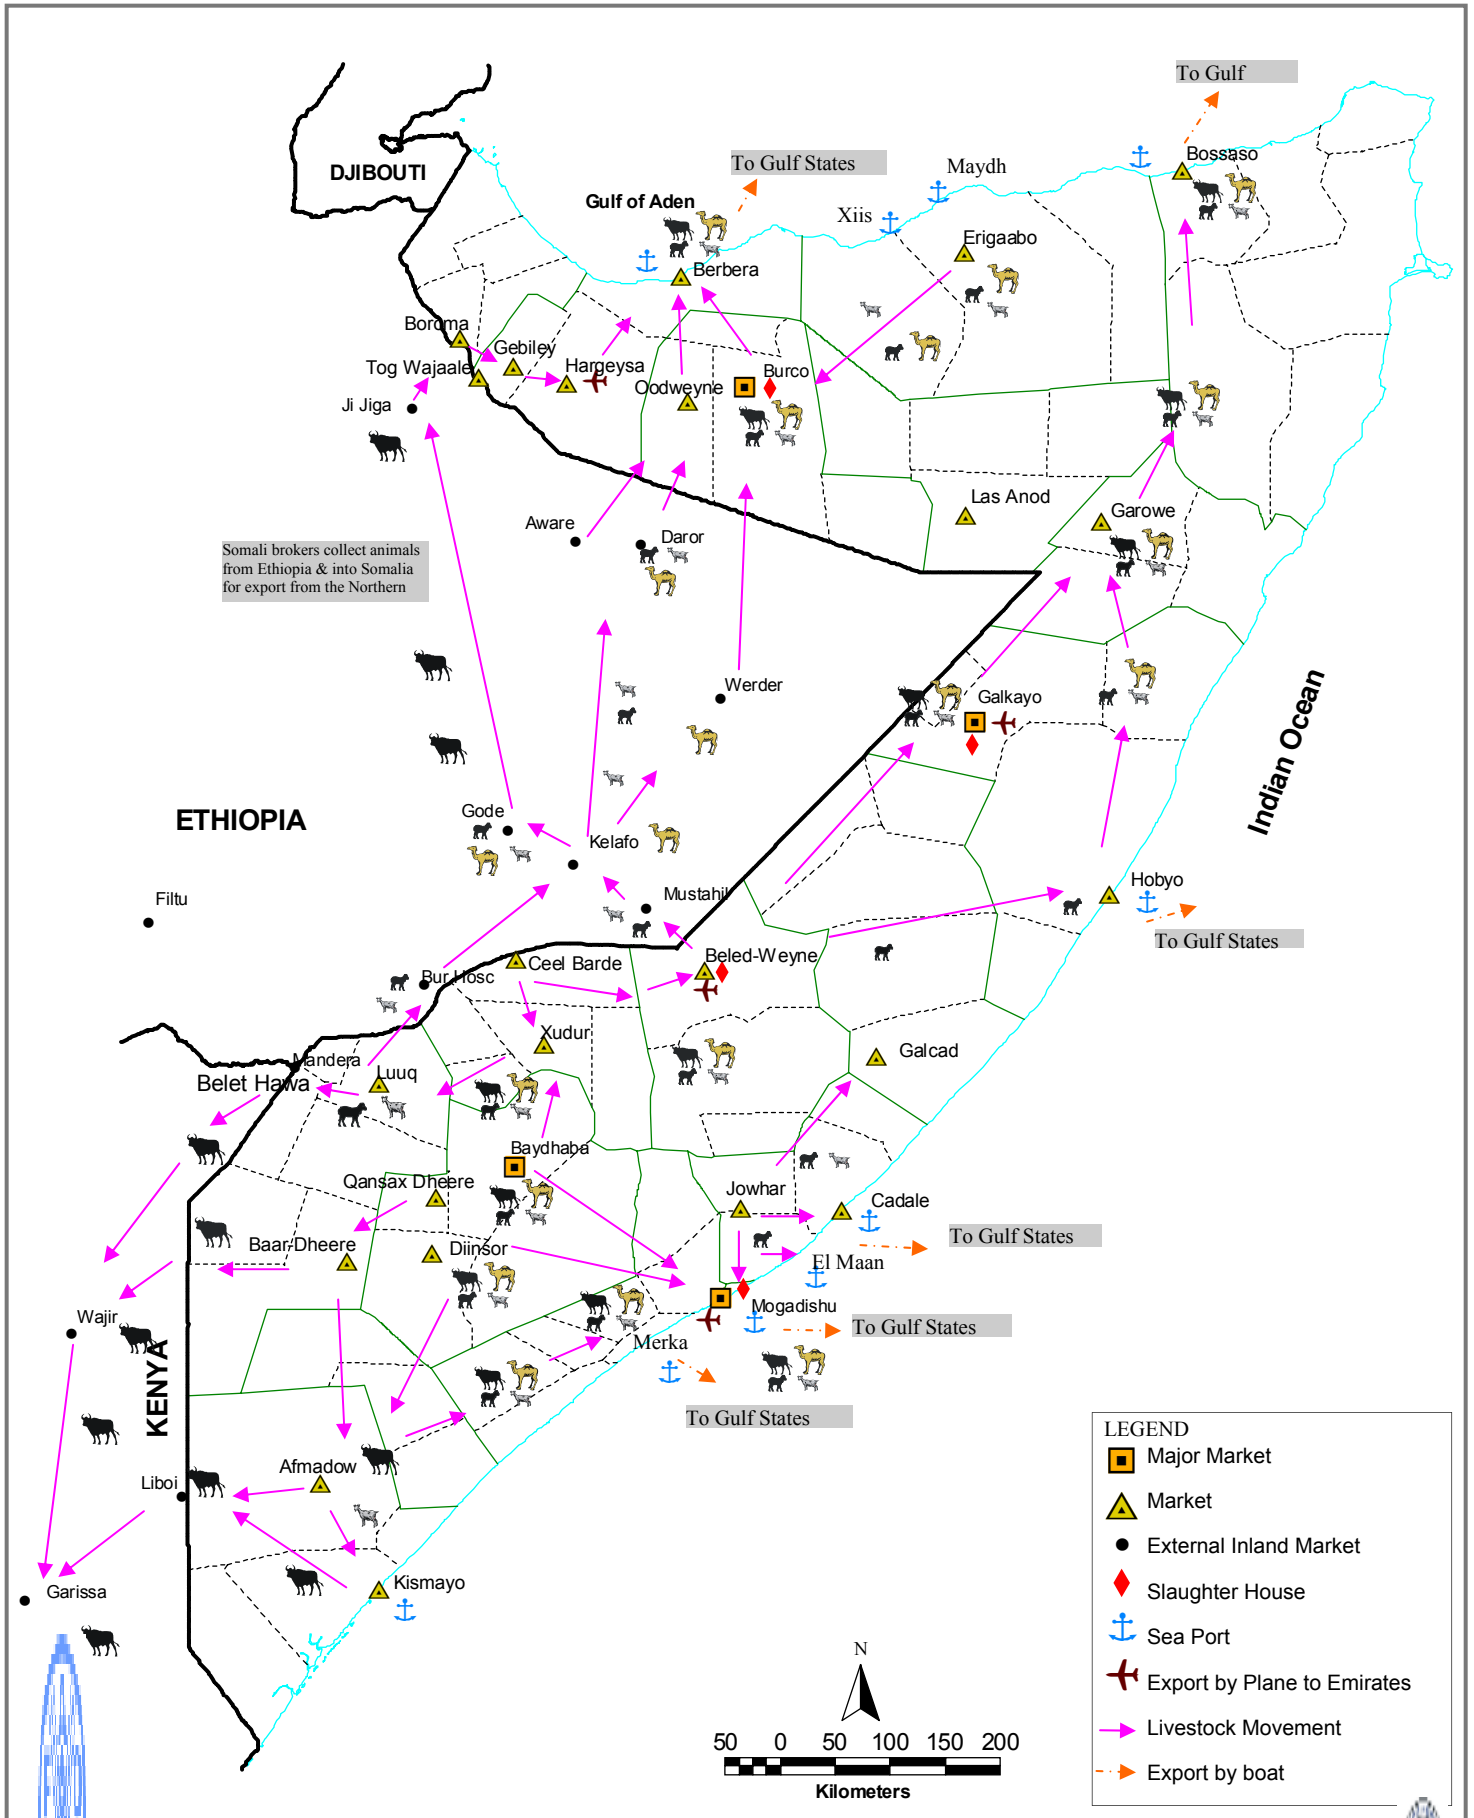 To Gulf
Bossaso
DJIBOUTI
To Gulf States
Maydh
Gulf of Aden
Xiis
Erigaabo
Berbera
Boroma
Gebiley
Hargeysa
Tog Wajaale
Burco
Oodweyne
Ji Jiga
Las Anod
Garowe
Aware
Daror
Somali brokers collect animals
from Ethiopia & into Somalia
for export from the Northern
Werder
Galkayo
Indian Ocean
ETHIOPIA
Gode
Kelafo
Hobyo
Filtu
Mustahil
To Gulf States
Beled-Weyne
Ceel Barde
Bur Hosc
Xudur
Galcad
Mandera
Luuq
Belet Hawa
Baydhaba
Qansax Dheere
Jowhar
Cadale
To Gulf States
Baar-Dheere
Diinsor
El Maan
Mogadishu
Wajir
To Gulf States
Merka
KENYA
To Gulf States
LEGEND
Major Market
Market
External Inland Market
Slaughter House
Sea Port
Export by Plane to Emirates
Livestock Movement
Export by boat
Afmadow
Liboi
Kismayo
Garissa
N
50 0 50 100 150 200
Kilometers